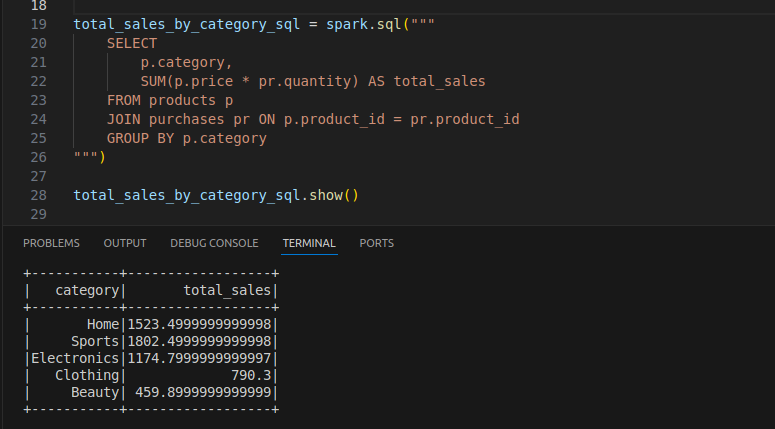 18
19 total_sales_by_category_sql = spark.sql("""
20     SELECT
21         p.category,
22         SUM(p.price * pr.quantity) AS total_sales
23     FROM products p
24     JOIN purchases pr ON p.product_id = pr.product_id
25     GROUP BY p.category
26 """)
27
28 total_sales_by_category_sql.show()
29
PROBLEMS OUTPUT DEBUG CONSOLE TERMINAL PORTS
+-----------+------------------+
|   category|       total_sales|
+-----------+------------------+
|       Home|1523.4999999999998|
|     Sports|1802.4999999999998|
|Electronics|1174.7999999999997|
|   Clothing|             790.3|
|     Beauty| 459.8999999999999|
+-----------+------------------+